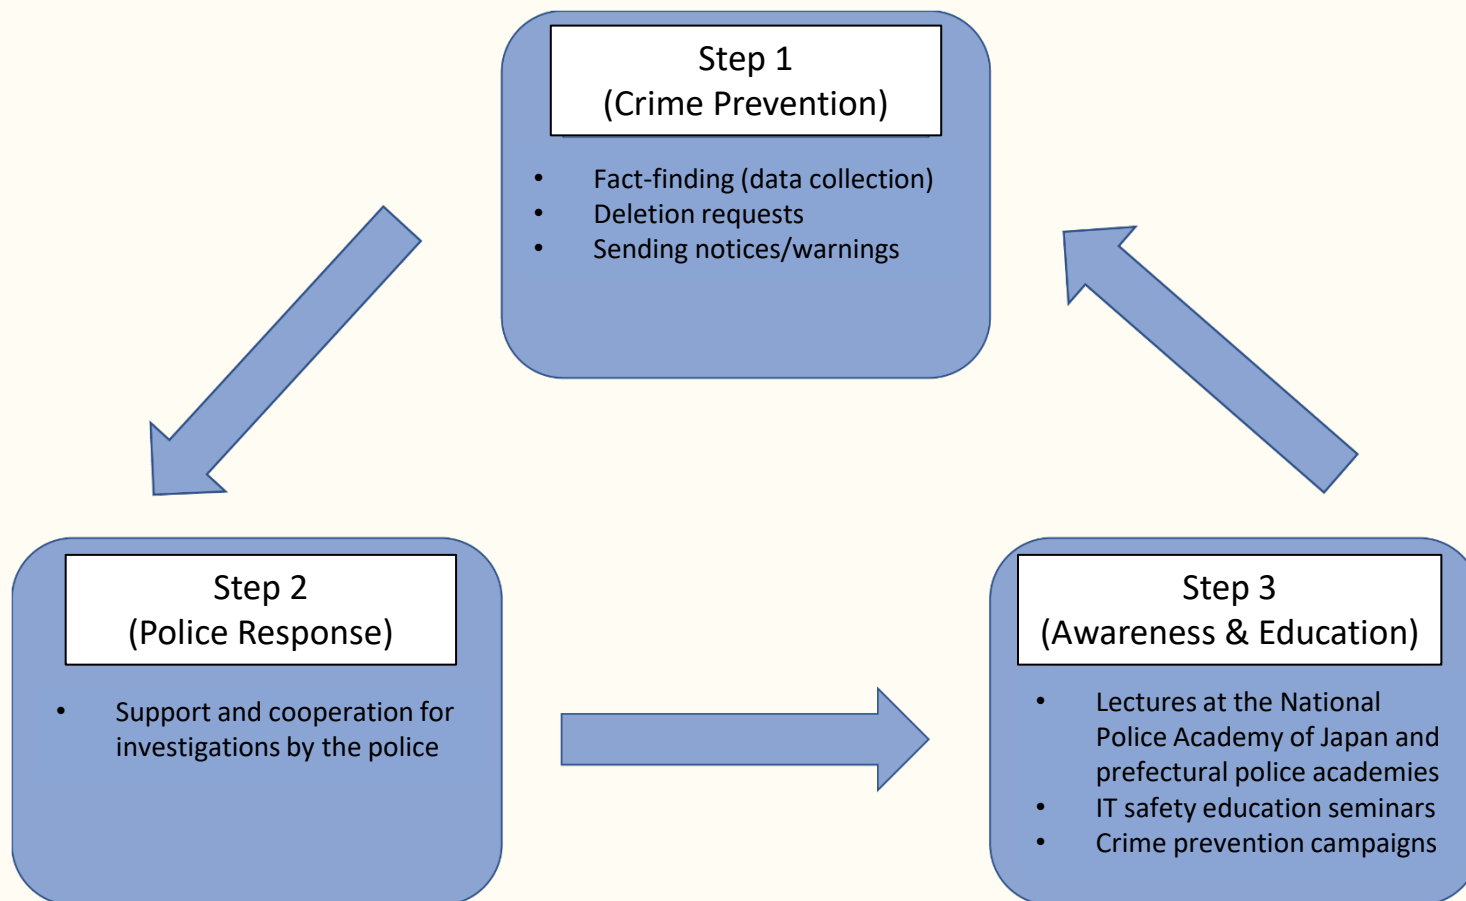 Step 1
(Crime Prevention)
• Fact-finding (data collection)
• Deletion requests
• Sending notices/warnings
Step 2
(Police Response)
• Support and cooperation for
investigations by the police
Step 3
(Awareness & Education)
• Lectures at the National
Police Academy of Japan and
prefectural police academies
• IT safety education seminars
• Crime prevention campaigns